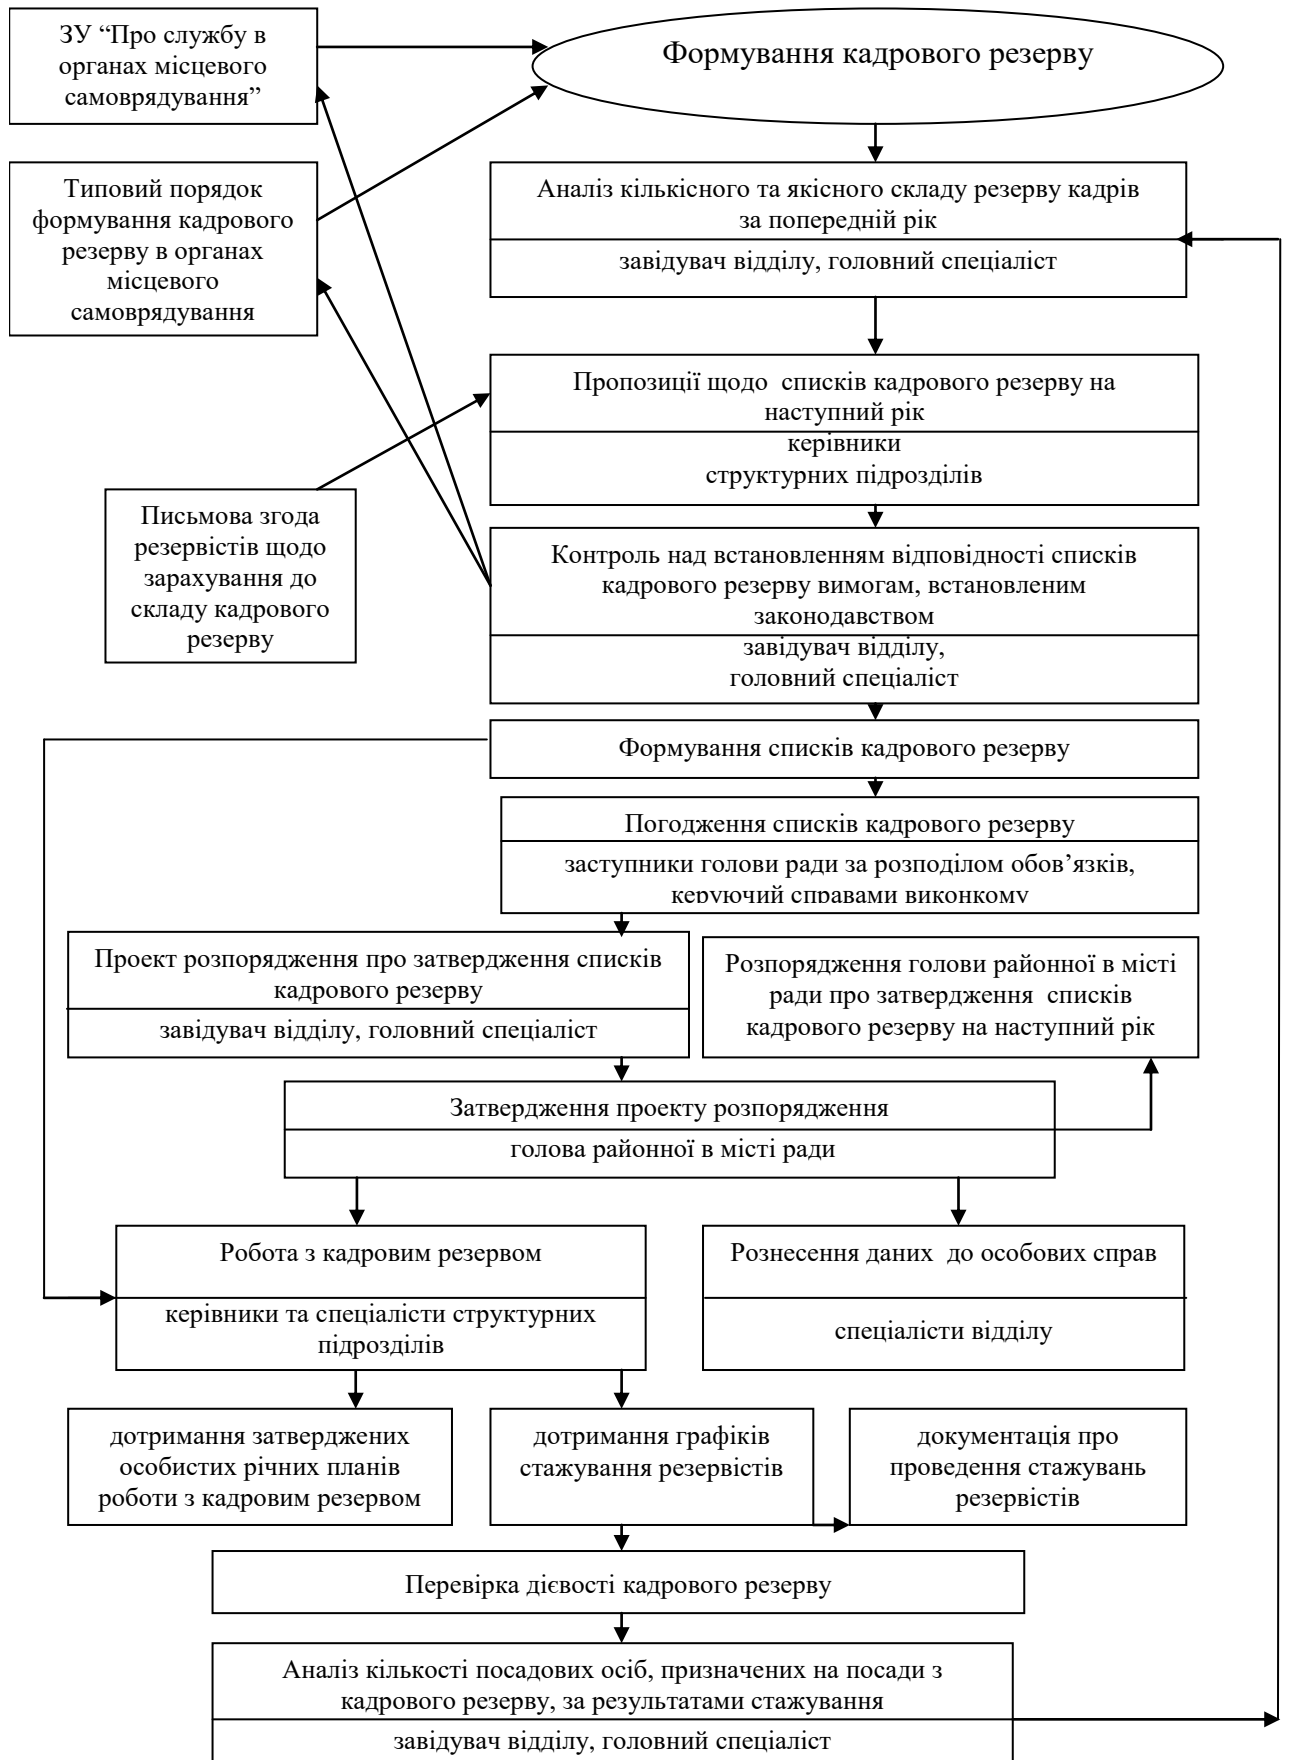 ЗУ “Про службу в
органах місцевого
самоврядування”
Формування кадрового резерву
Типовий порядок
формування кадрового
резерву в органах
місцевого
самоврядування
Аналіз кількісного та якісного складу резерву кадрів
за попередній рік
завідувач відділу, головний спеціаліст
Пропозиції щодо списків кадрового резерву на
наступний рік
керівники
структурних підрозділів
Письмова згода
резервістів щодо
зарахування до
складу кадрового
резерву
Контроль над встановленням відповідності списків
кадрового резерву вимогам, встановленим
законодавством
завідувач відділу,
головний спеціаліст
Формування списків кадрового резерву
Погодження списків кадрового резерву
заступники голови ради за розподілом обов’язків,
керуючий справами виконкому
Проект розпорядження про затвердження списків
кадрового резерву
завідувач відділу, головний спеціаліст
Розпорядження голови районної в місті
ради про затвердження списків
кадрового резерву на наступний рік
Затвердження проекту розпорядження
голова районної в місті ради
Робота з кадровим резервом
керівники та спеціалісти структурних
підрозділів
Рознесення даних до особових справ
спеціалісти відділу
дотримання затверджених
особистих річних планів
роботи з кадровим резервом
дотримання графіків
стажування резервістів
документація про
проведення стажувань
резервістів
Перевірка дієвості кадрового резерву
Аналіз кількості посадових осіб, призначених на посади з
кадрового резерву, за результатами стажування
завідувач відділу, головний спеціаліст